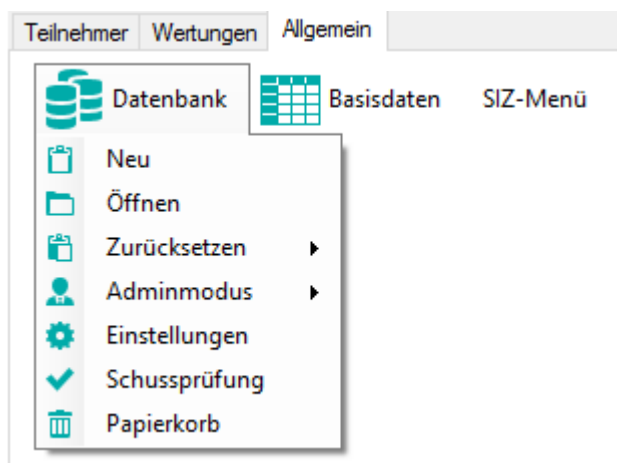 Teilnehmer Wertungen Allgemein
Datenbank Basisdaten SIZ-Menü
Neu
Öffnen
Zurücksetzen
Adminmodus
Einstellungen
Schussprüfung
Papierkorb